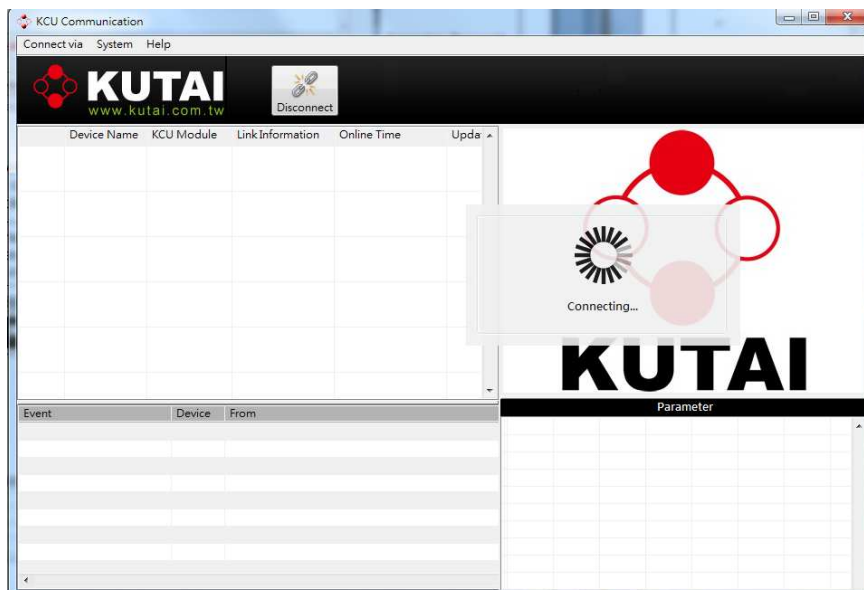 KCU Communication
Connect via System Help
KUTAI
www.kutai.com.tw
Disconnect
Device Name KCU Module Link Information Online Time Updat
Connecting...
KUTAI
Event Device From
Parameter